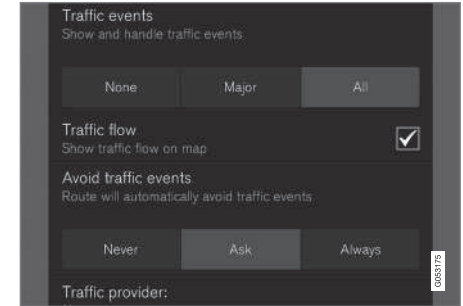 Traffic events
Show and handle traffic events
None Major All
Traffic flow
Show traffic flow on map
Avoid traffic events
Route will automatically avoid traffic events
Never Ask Always
G053175
Traffic provider: